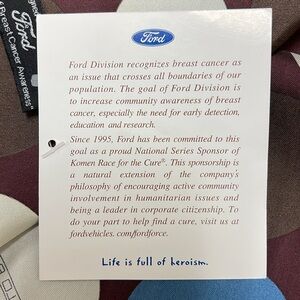 Ford
Ford
Breast Cancer Awareness"
Ford Division recognizes breast cancer as
an issue that crosses all boundaries of our
population. The goal of Ford Division is
to increase community awareness of breast
cancer, especially the need for early detection,
education and research.
Since 1995, Ford has been committed to this
goal as a proud National Series Sponsor of
Komen Race for the Cure®. This sponsorship is
a natural extension of the company's
philosophy of encouraging active community
involvement in humanitarian issues and
being a leader in corporate citizenship. To
do your part to help find a cure, visit us at
fordvehicles. com/fordforce.
Life is full of heroism.